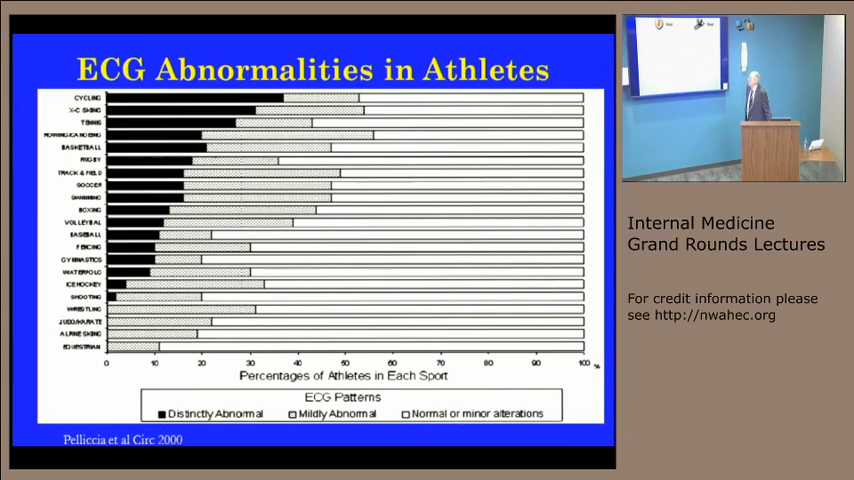 ECG Abnormalities in Athletes
CYCLING
X-C SKIING
TENNIS
ROWING/CANOEING
BASKETBALL
RUGBY
TRACK & FIELD
SOCCER
SWIMMING
BOXING
VOLLEYBAL
BASEBALL
FENCING
GYMNASTICS
WATERPOLO
ICE HOCKEY
SHOOTING
WRESTLING
JUDO/KARATE
ALPINE SKIING
EQUESTRIAN
0 10 20 30 40 50 60 70 80 90 100 %
Percentages of Athletes in Each Sport
ECG Patterns
Distinctly Abnormal Mildly Abnormal Normal or minor alterations
Pelliccia et al Circ 2000
Internal Medicine
Grand Rounds Lectures
For credit information please
see http://nwahec.org